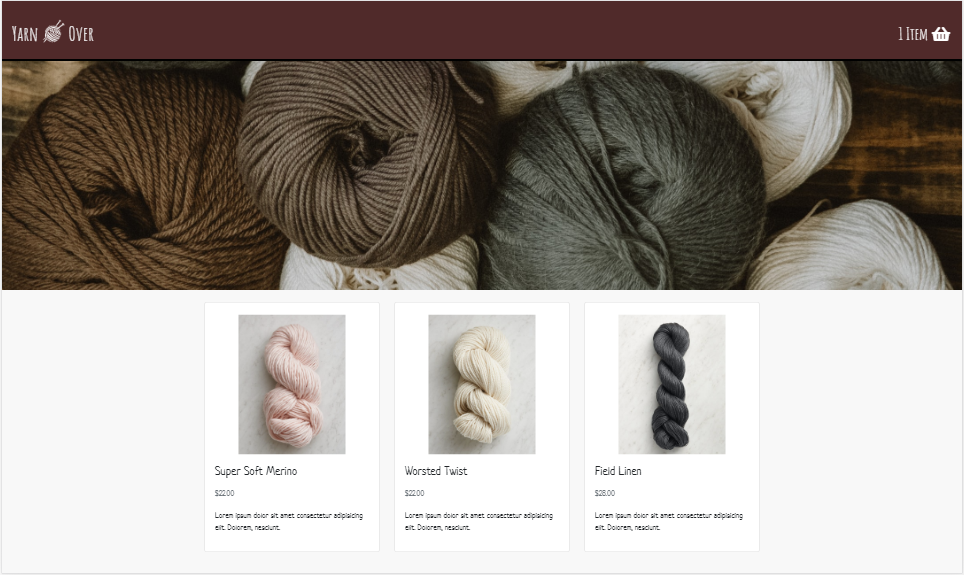 Yarn Over
1 Item
Super Soft Merino
$22.00
Lorem ipsum dolor sit amet consectetur adipisicing
elit. Dolorem, nesciunt.
Worsted Twist
$22.00
Lorem ipsum dolor sit amet consectetur adipisicing
elit. Dolorem, nesciunt.
Field Linen
$28.00
Lorem ipsum dolor sit amet consectetur adipisicing
elit. Dolorem, nesciunt.